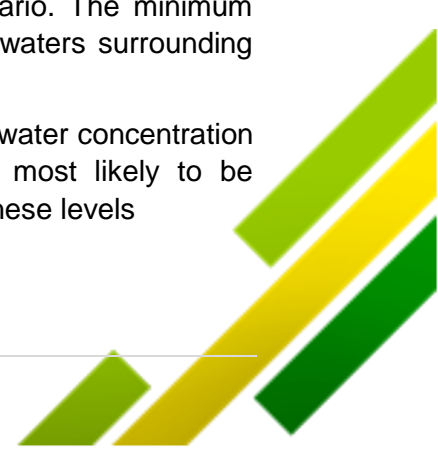 ario. The minimum
waters surrounding
water concentration
most likely to be
hese levels